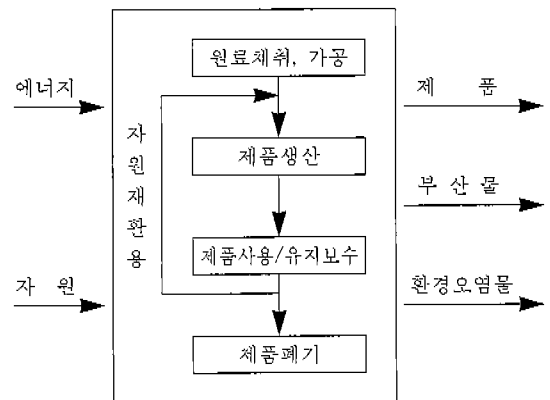 원료체취, 가공
에너지
제 품
자원재환용
제품생산
부 산 물
제품사용/유지보수
자 원
환경오염물
제품폐기